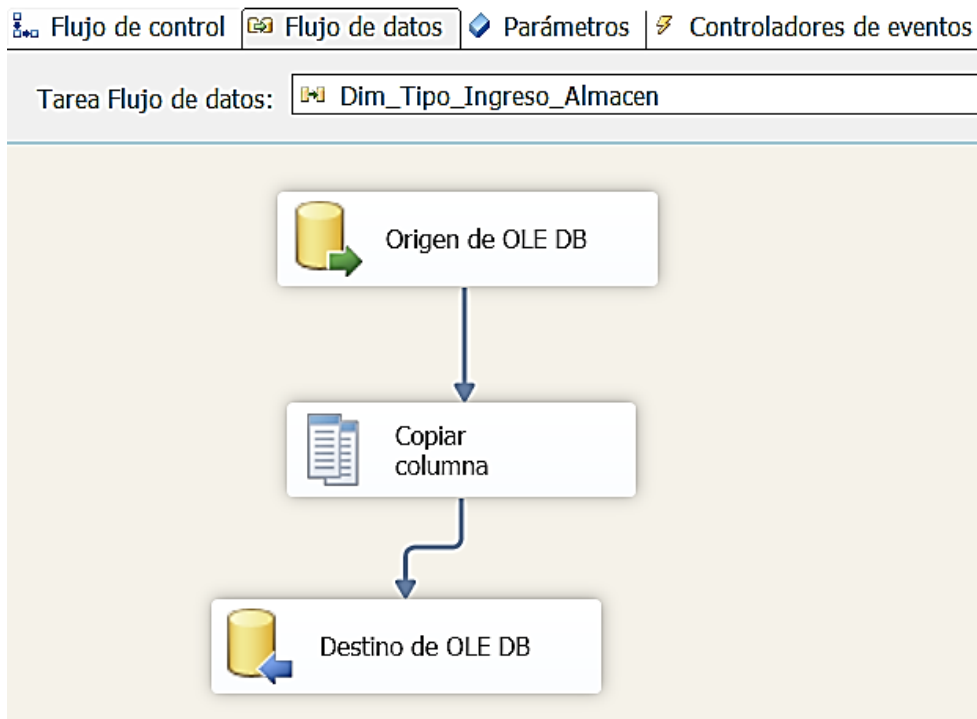 Flujo de control Flujo de datos Parámetros Controladores de eventos
Tarea Flujo de datos: Dim_Tipo_Ingreso_Almacen
Origen de OLE DB
Copiar
columna
Destino de OLE DB